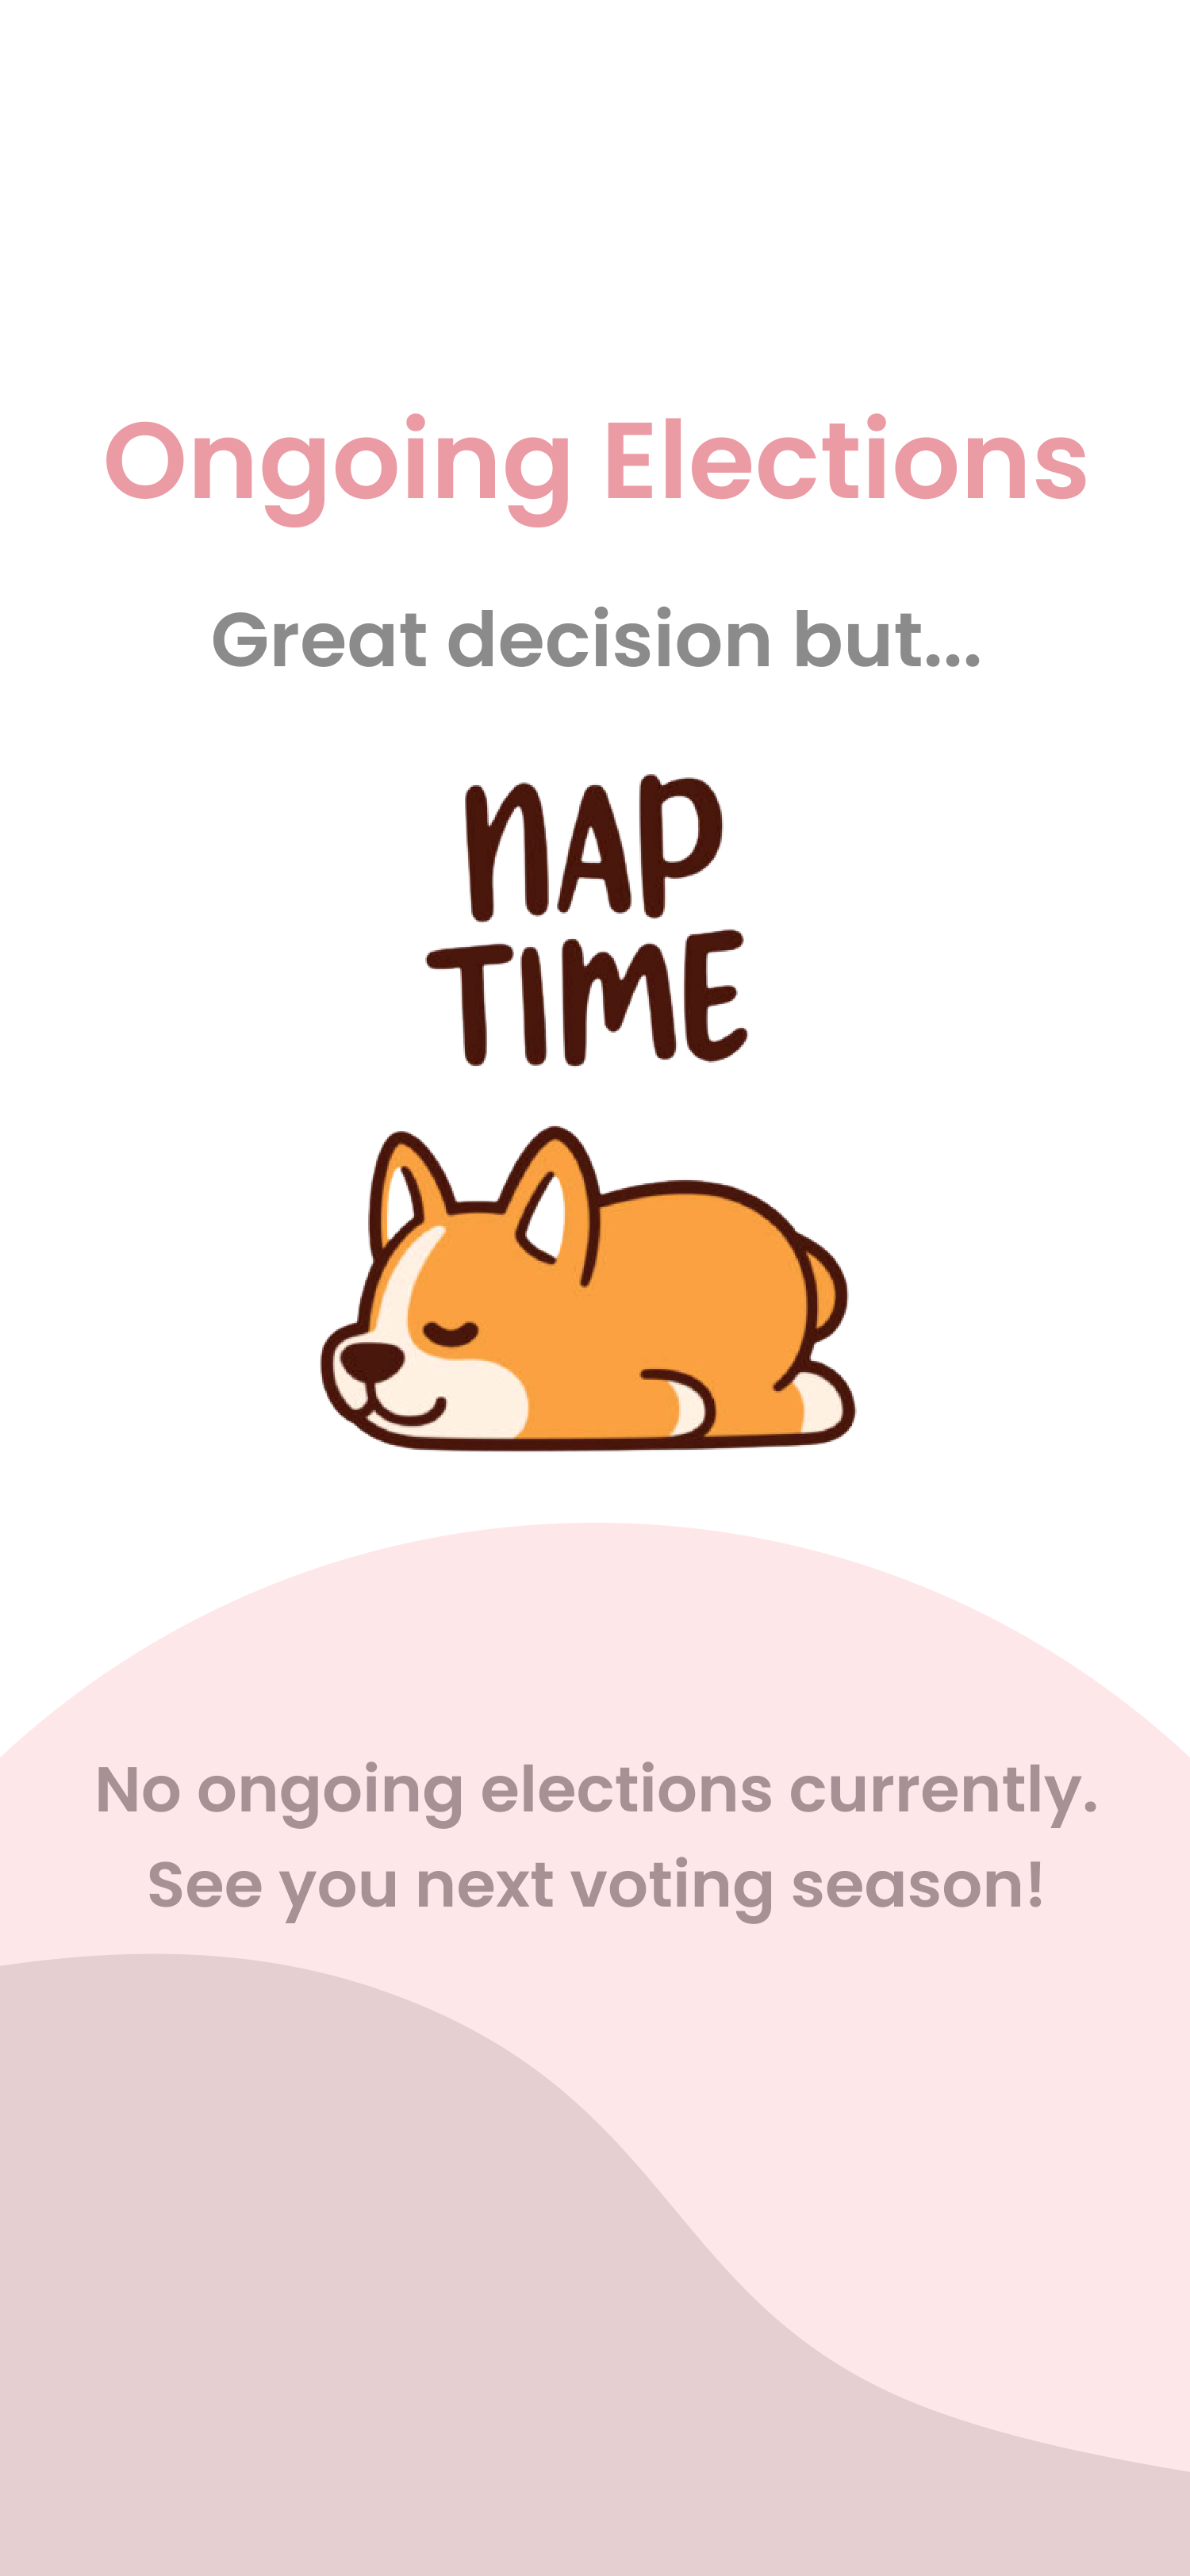 Ongoing Elections
Great decision but...
NAP
TIME
No ongoing elections currently.
See you next voting season!